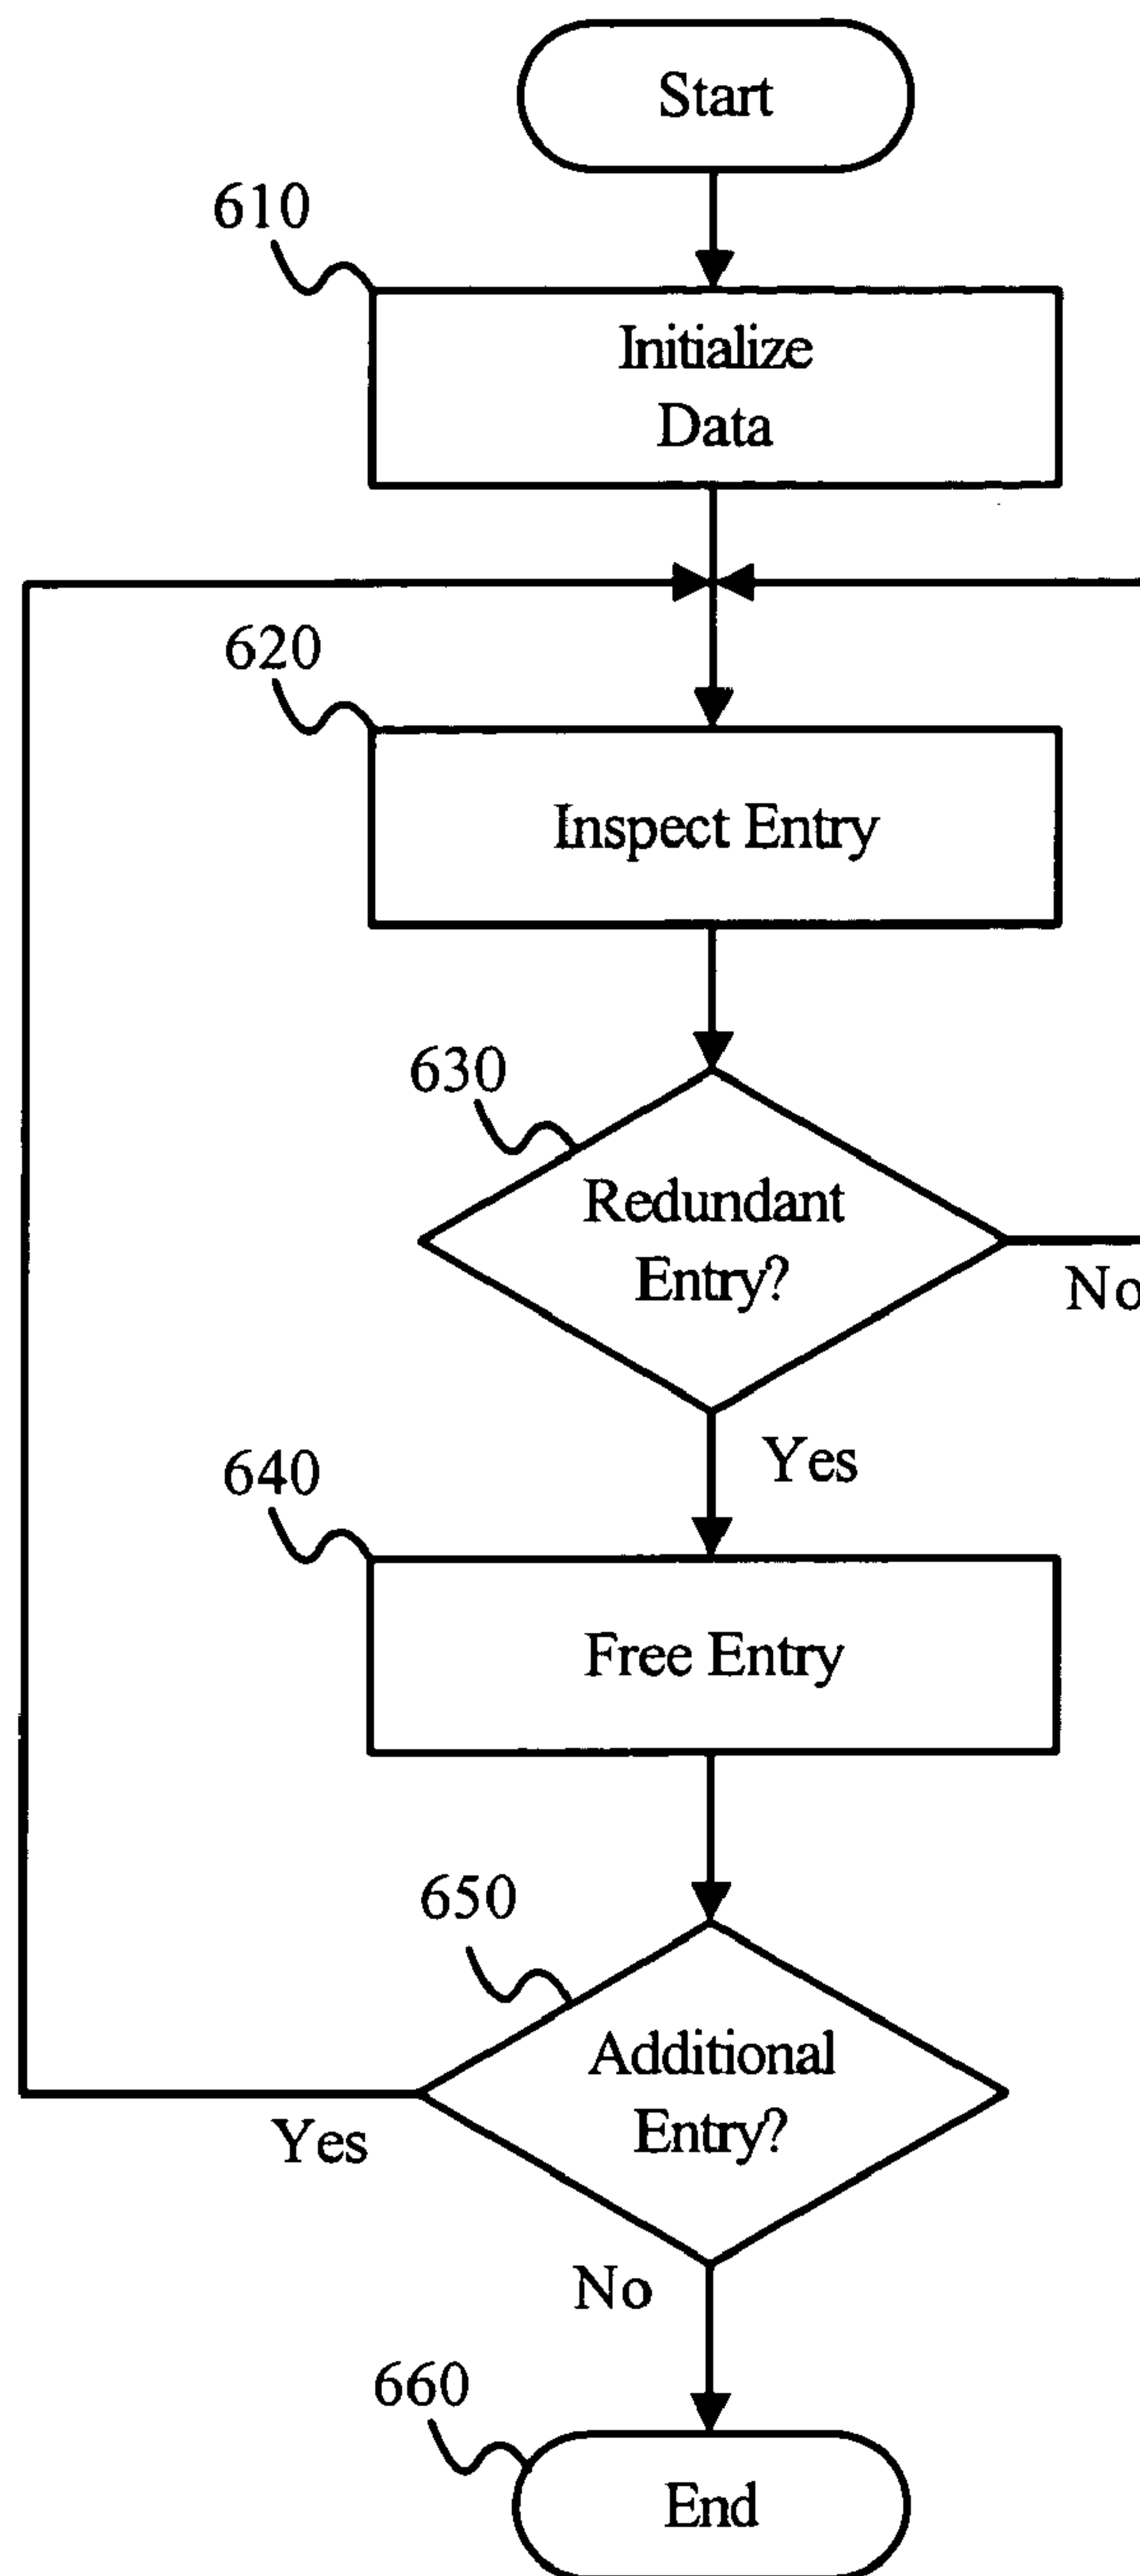 Start
610
Initialize
Data
620
Inspect Entry
630
Redundant
Entry?
No
Yes
640
Free Entry
650
Additional
Entry?
Yes
No
660
End